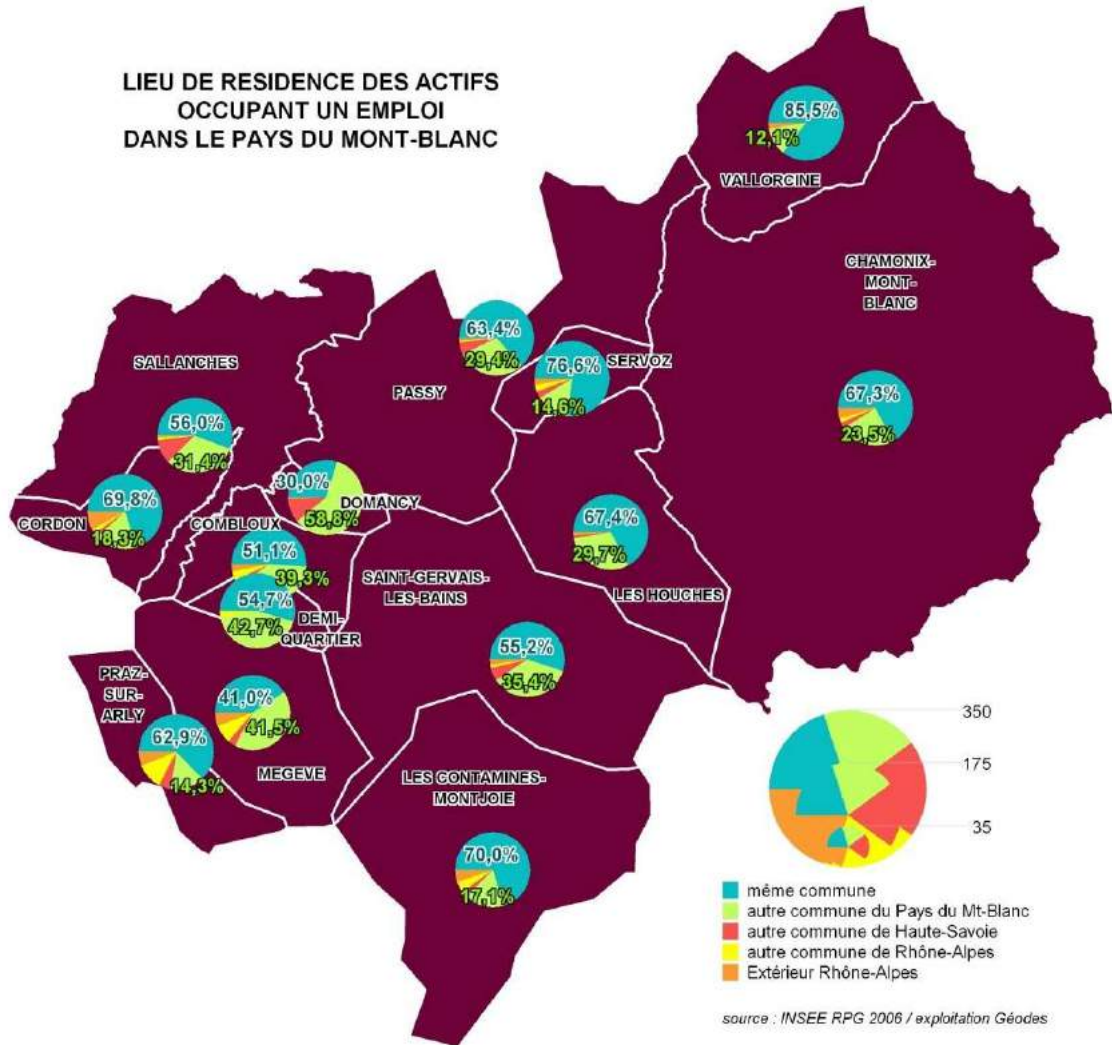 LIEU DE RESIDENCE DES ACTIFS
OCCUPANT UN EMPLOI
DANS LE PAYS DU MONT-BLANC
85,5%
12,1%
VALLORCINE
CHAMONIX-
MONT-
BLANC
63,4%
29,4%
SERVOZ
76,6%
14,6%
SALLANCHES
PASSY
67,3%
23,5%
56,0%
31,4%
30,0%
DOMANCY
58,8%
69,8%
CORDON
18,3%
COMBLOUX
51,1%
39,3%
67,4%
29,7%
SAINT-GERVAIS-
LES-BAINS
LES HOUCHES
54,7%
42,7%
DEMI-
QUARTIER
55,2%
35,4%
PRAZ-
SUR-
ARLY
41,0%
41,5%
62,9%
14,3%
MEGEVE
LES CONTAMINES-
MONTJOIE
70,0%
17,1%
350
175
35
même commune
autre commune du Pays du Mt-Blanc
autre commune de Haute-Savoie
autre commune de Rhône-Alpes
Extérieur Rhône-Alpes
source : INSEE RPG 2006 / exploitation Géodes